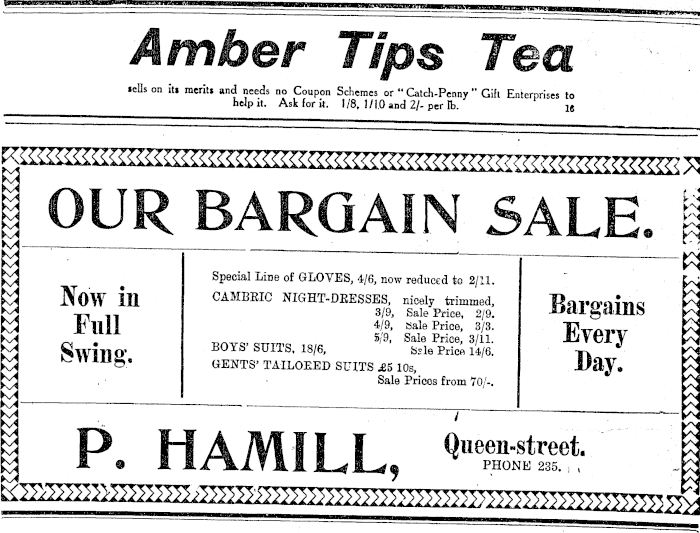 Amber Tips Tea
sells on its merits and needs no Coupon Schemes or "Catch-Penny" Gift Enterprises to
help it. Ask for it. 1/8, 1/10 and 2/- per lb. 16
OUR BARGAIN SALE.
Now in
Full
Swing.
Special Line of GLOVES, 4/6, now reduced to 2/11.
CAMBRIC NIGHT-DRESSES, nicely trimmed,
3/9, Sale Price, 2/9.
4/9, Sale Price, 3/3.
5/9, Sale Price, 3/11.
BOYS' SUITS, 18/6, Sale Price 14/6.
GENTS' TAILORED SUITS £5 10s,
Sale Prices from 70/-.
Bargains
Every
Day.
P. HAMILL,
Queen-street.
PHONE 235.